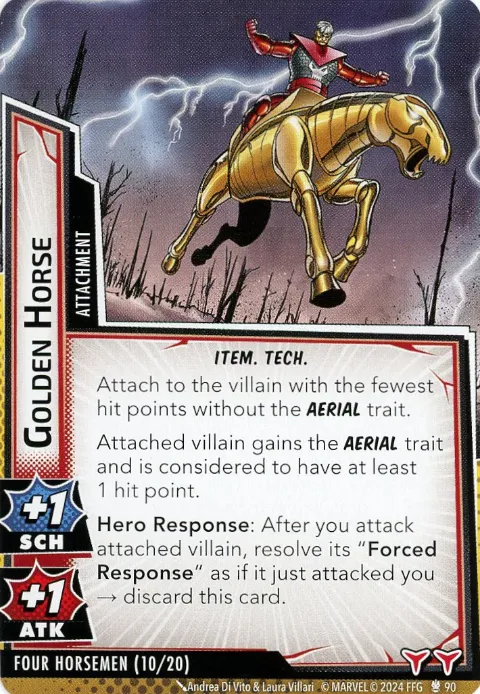 GOLDEN HORSE
ATTACHMENT
ITEM. TECH.
Attach to the villain with the fewest
hit points without the AERIAL trait.
Attached villain gains the AERIAL trait
and is considered to have at least
1 hit point.
Hero Response: After you attack
attached villain, resolve its “Forced
Response“ as if it just attacked you
→ discard this card.
+1
SCH
+1
ATK
FOUR HORSEMEN (10/20)
Andrea Di Vito & Laura Villari © MARVEL © 2024 FFG 90